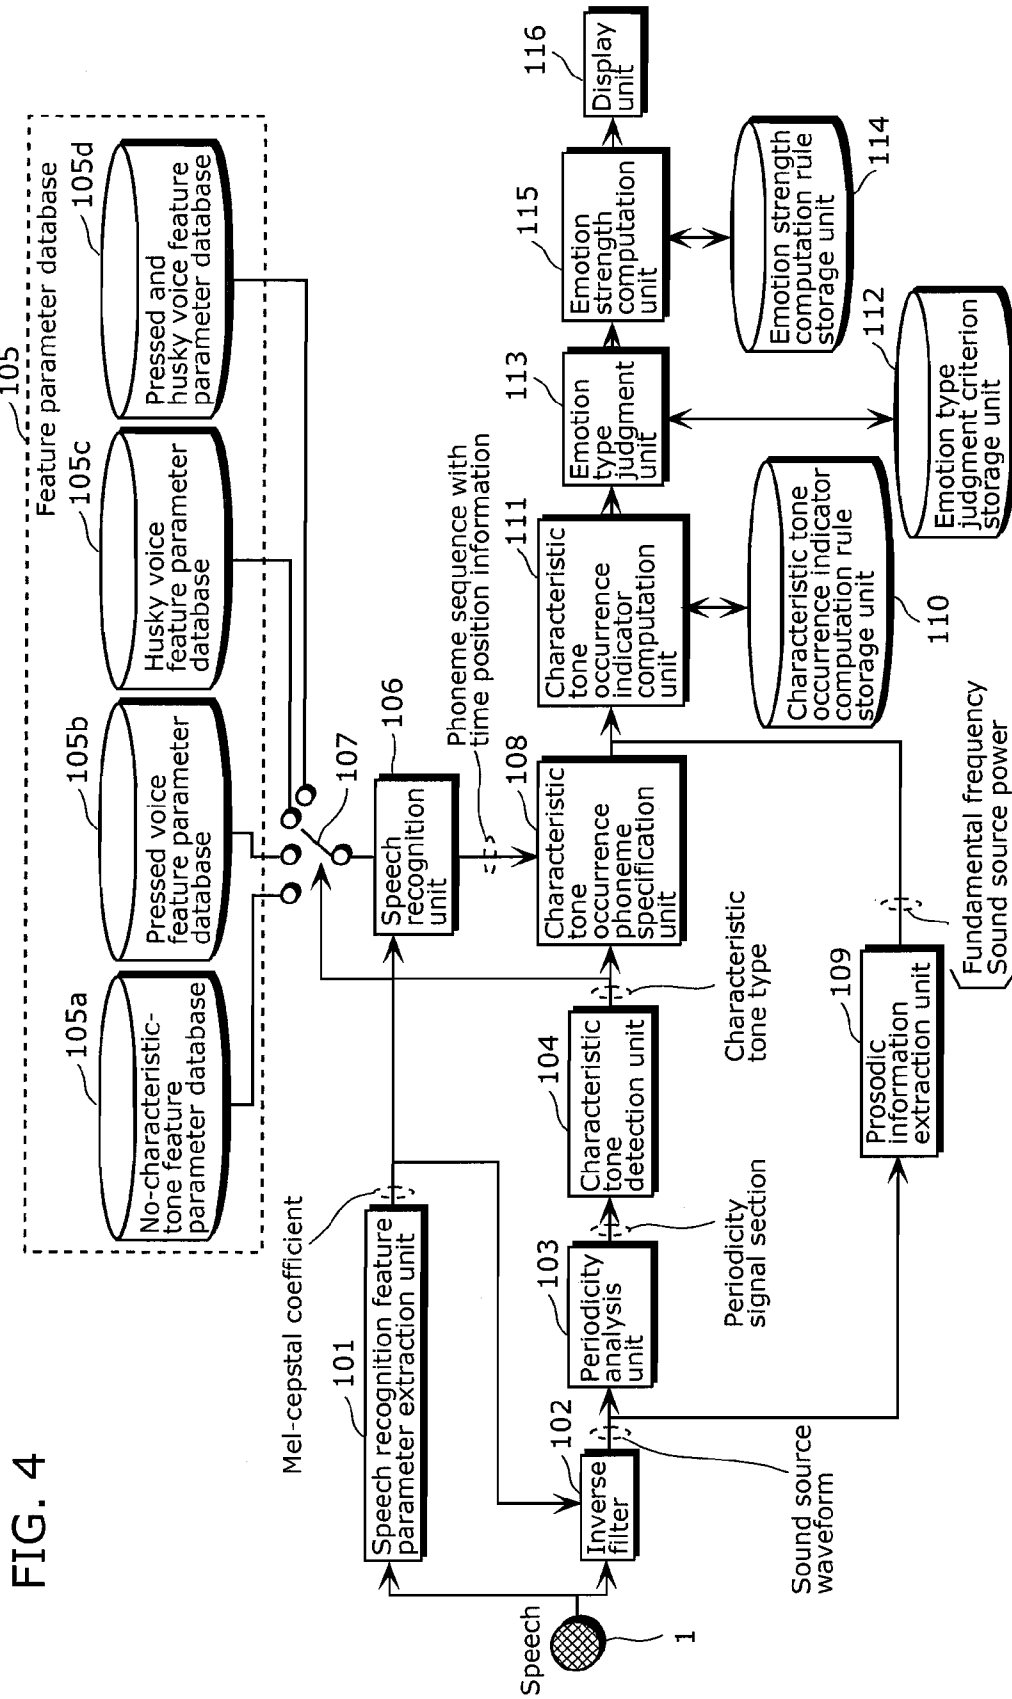 FIG. 4
105
Feature parameter database
105a
No-characteristic-
tone feature
parameter database
105b
Pressed voice
feature parameter
database
105c
Husky voice
feature parameter
database
105d
Pressed and
husky voice feature
parameter database
Mel-cepstal coefficient
101
Speech recognition feature
parameter extraction unit
107
106
Speech
recognition
unit
Phoneme sequence with
time position information
Speech
1
102
Inverse
filter
Sound source
waveform
103
Periodicity
analysis
unit
Periodicity
signal section
104
Characteristic
tone
detection unit
Characteristic
tone type
108
Characteristic
tone
occurrence
phoneme
specification
unit
111
Characteristic
tone
occurrence
indicator
computation
unit
113
Emotion
type
judgment
unit
115
Emotion
strength
computation
unit
116
Display
unit
109
Prosodic
information
extraction unit
Fundamental frequency
Sound source power
Characteristic tone
occurrence indicator
computation rule
storage unit
110
112
Emotion type
judgment criterion
storage unit
Emotion strength
computation rule
storage unit
114